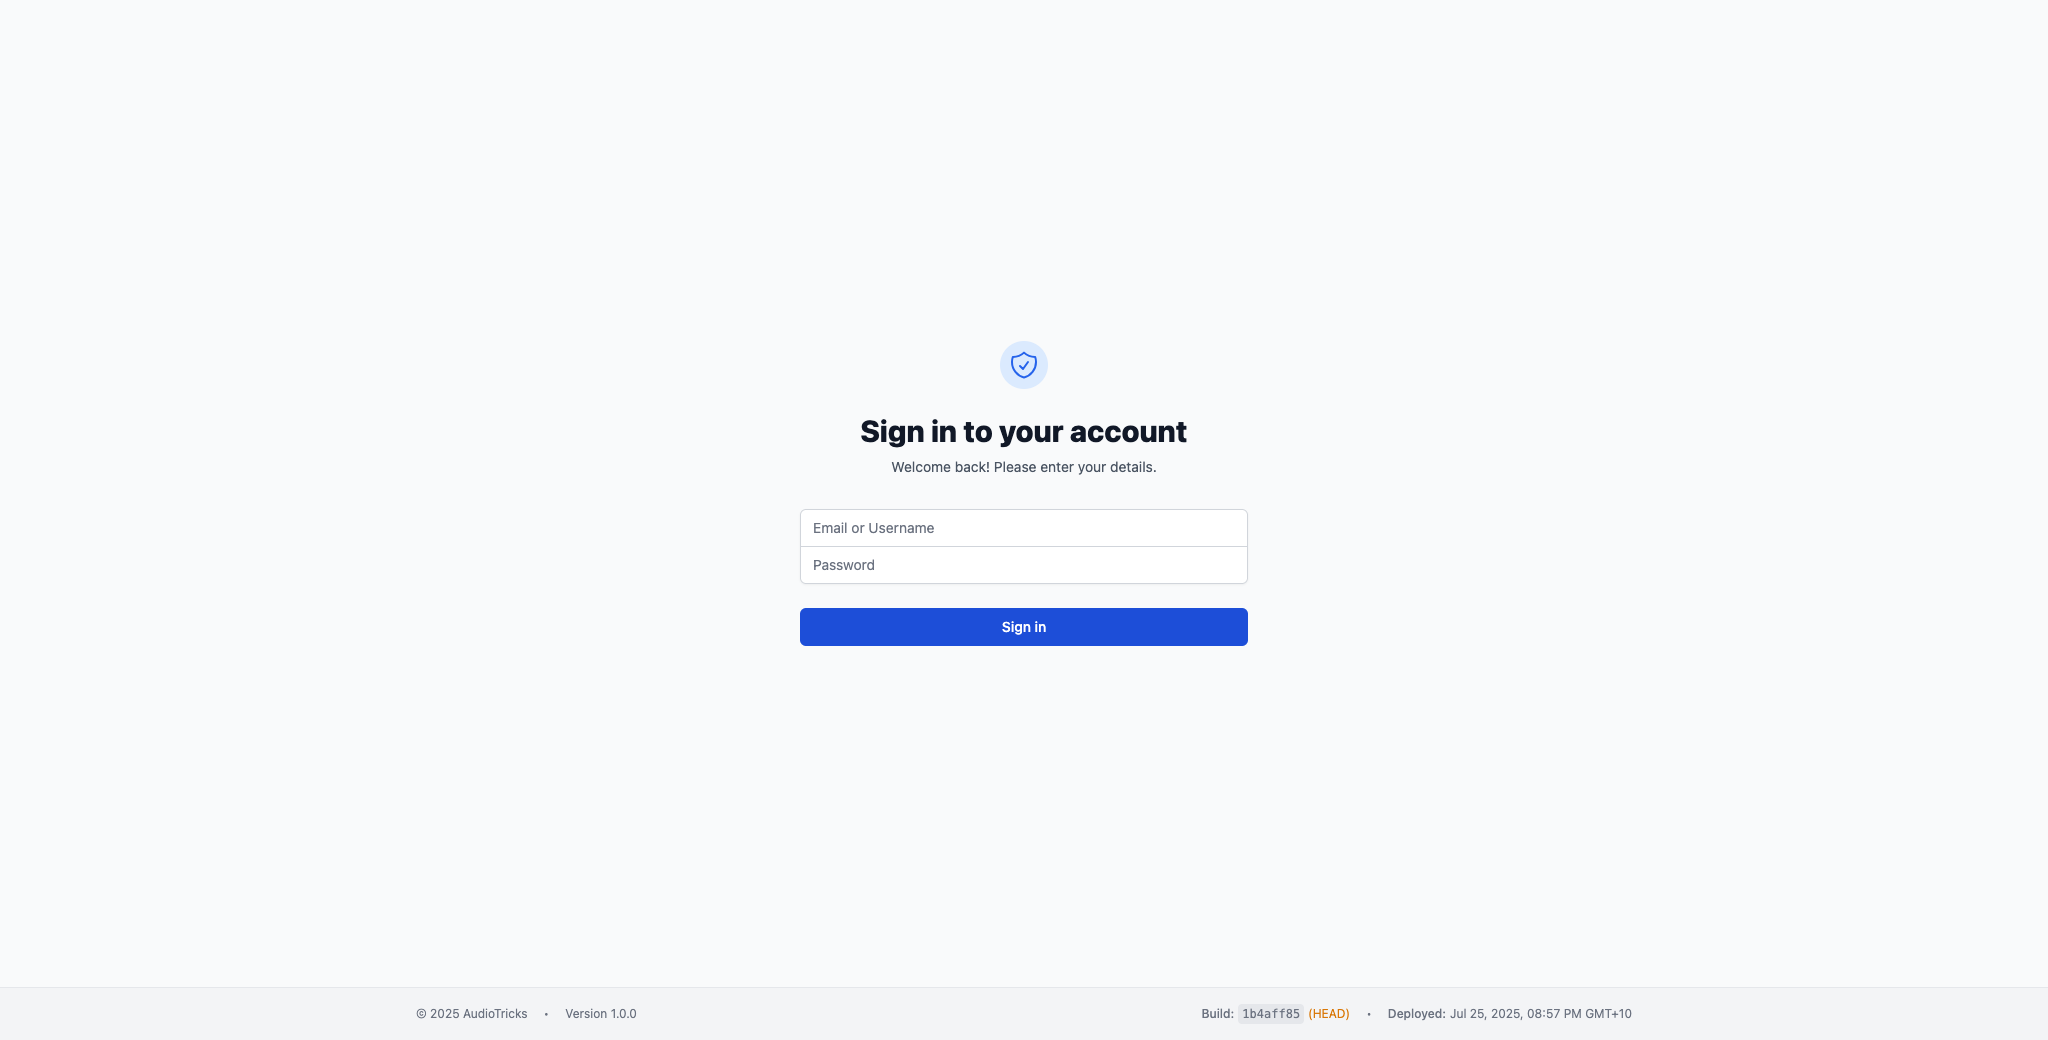 Sign in to your account
Welcome back! Please enter your details.
Email or Username
Password
Sign in
© 2025 AudioTricks • Version 1.0.0 Build: 1b4aff85 (HEAD) • Deployed: Jul 25, 2025, 08:57 PM GMT+10